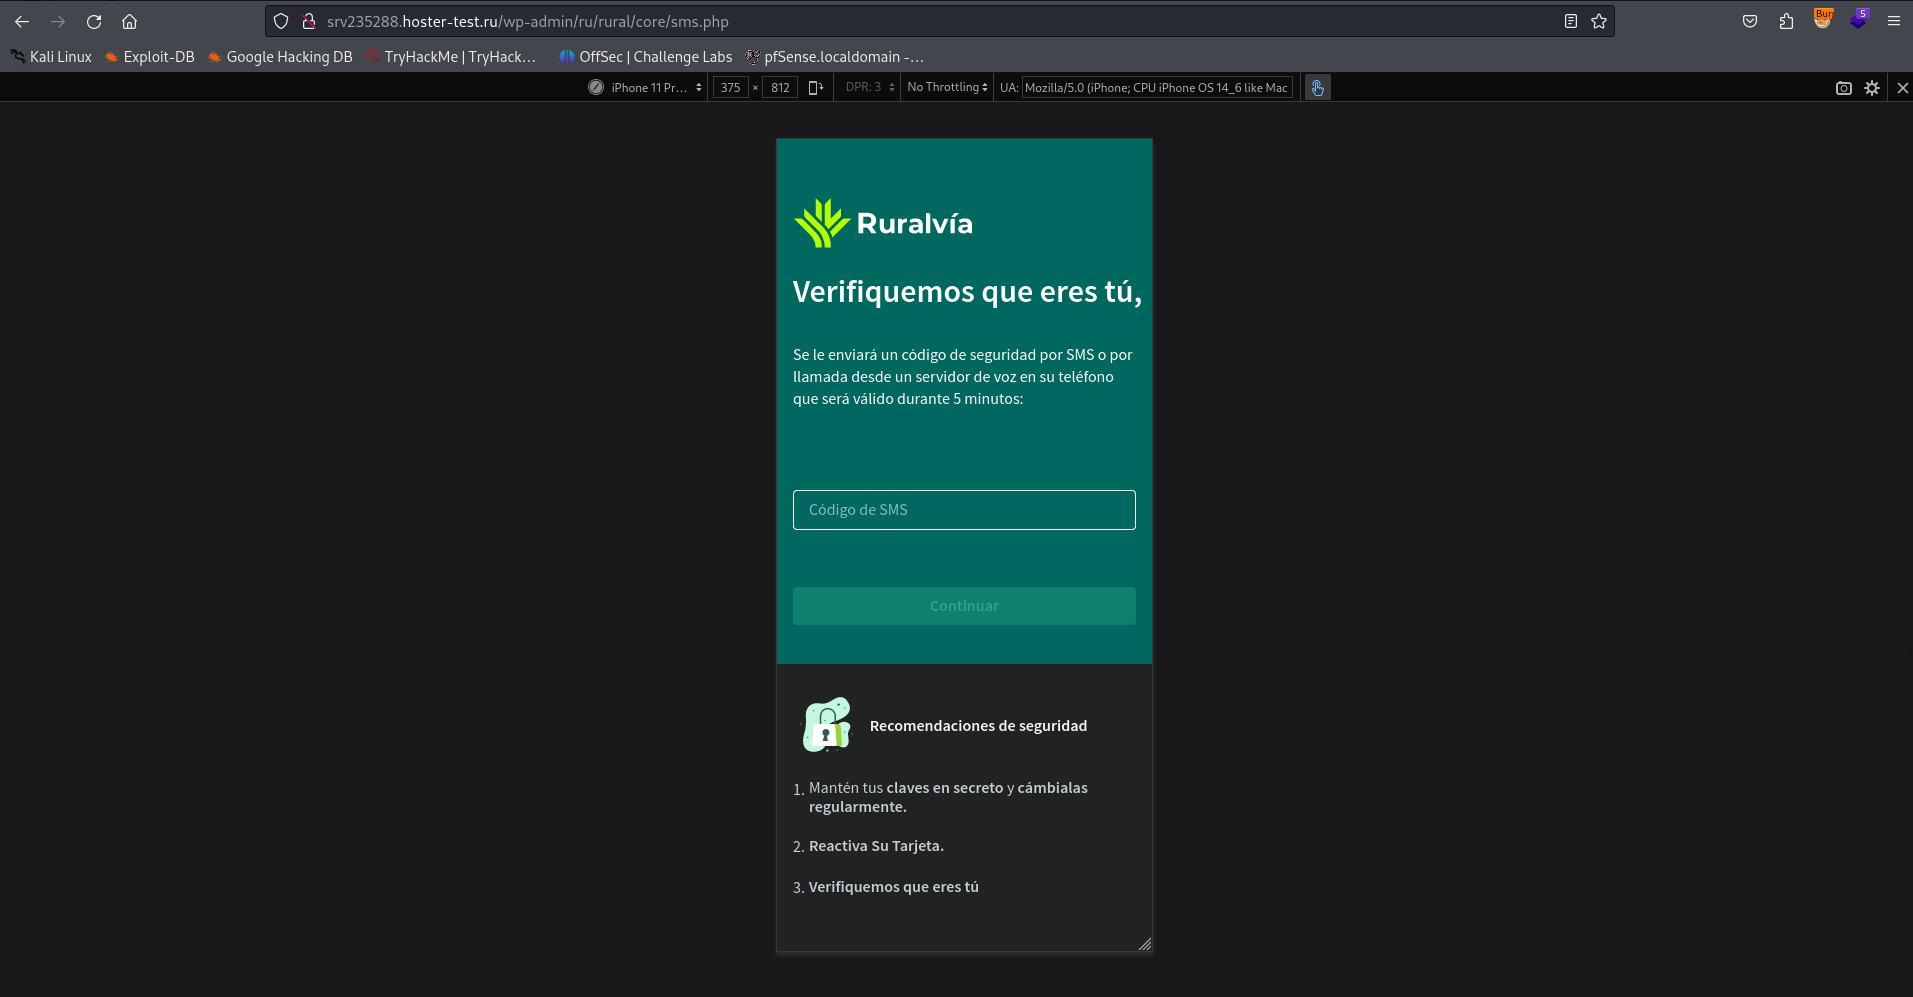 srv235288.hoster-test.ru/wp-admin/ru/rural/core/sms.php
Burp
5
Kali Linux
Exploit-DB
Google Hacking DB
TryHackMe | TryHack…
OffSec | Challenge Labs
pfSense.localdomain -…
iPhone 11 Pr…
375 × 812
DPR: 3
No Throttling
UA: Mozilla/5.0 (iPhone; CPU iPhone OS 14_6 like Mac
Ruralvía
Verifiquemos que eres tú,
Se le enviará un código de seguridad por SMS o por
llamada desde un servidor de voz en su teléfono
que será válido durante 5 minutos:
Código de SMS
Continuar
Recomendaciones de seguridad
1. Mantén tus claves en secreto y cámbialas
regularmente.
2. Reactiva Su Tarjeta.
3. Verifiquemos que eres tú